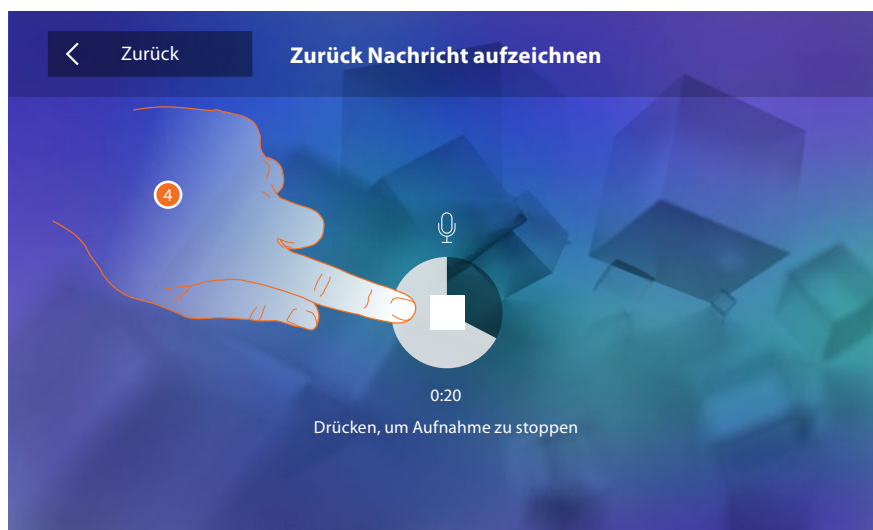 Zurück
Zurück Nachricht aufzeichnen
4
0:20
Drücken, um Aufnahme zu stoppen